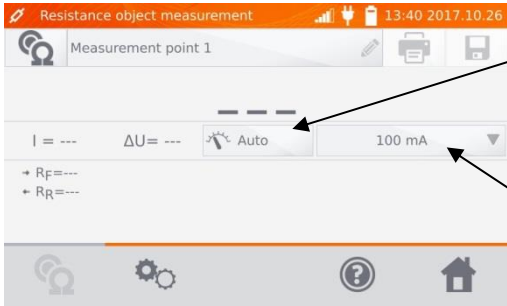 Resistance object measurement 13:40 2017.10.26
Measurement point 1
---
I = --- ΔU= --- Auto 100 mA
→ RF=---
← RR=---